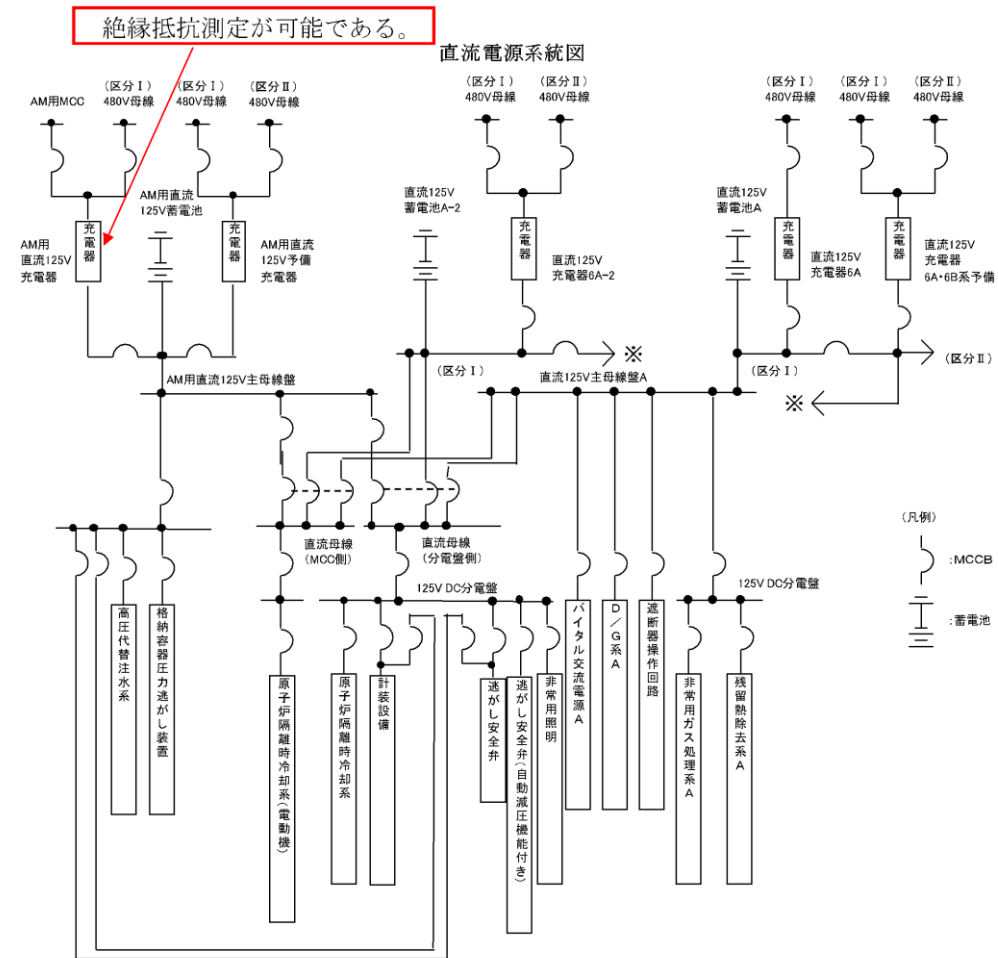 絶縁抵抗測定が可能である。
直流電源系統図
AM用MCC
(区分Ⅰ)
480V母線
(区分Ⅰ)
480V母線
(区分Ⅱ)
480V母線
(区分Ⅰ)
480V母線
(区分Ⅱ)
480V母線
(区分Ⅰ)
480V母線
(区分Ⅰ)
480V母線
(区分Ⅱ)
480V母線
AM用
直流125V
充電器
充電器
AM用直流
125V蓄電池
充電器
AM用直流
125V予備
充電器
直流125V
蓄電池A-2
充電器
直流125V
充電器6A-2
直流125V
蓄電池A
充電器
直流125V
充電器6A
充電器
直流125V
充電器
6A・6B系予備
※
(区分Ⅰ)
(区分Ⅰ)
(区分Ⅱ)
AM用直流125V主母線盤
直流125V主母線盤A
※
直流母線
(MCC側)
直流母線
(分電盤側)
125V DC分電盤
125V DC分電盤
(凡例)
:MCCB
:蓄電池
高圧代替注水系
格納容器圧力逃がし装置
原子炉隔離時冷却系(電動機)
原子炉隔離時冷却系
計装設備
逃がし安全弁
逃がし安全弁(自動減圧機能付き)
非常用照明
バイタル交流電源A
D/G系A
遮断器操作回路
非常用ガス処理系A
残留熱除去系A